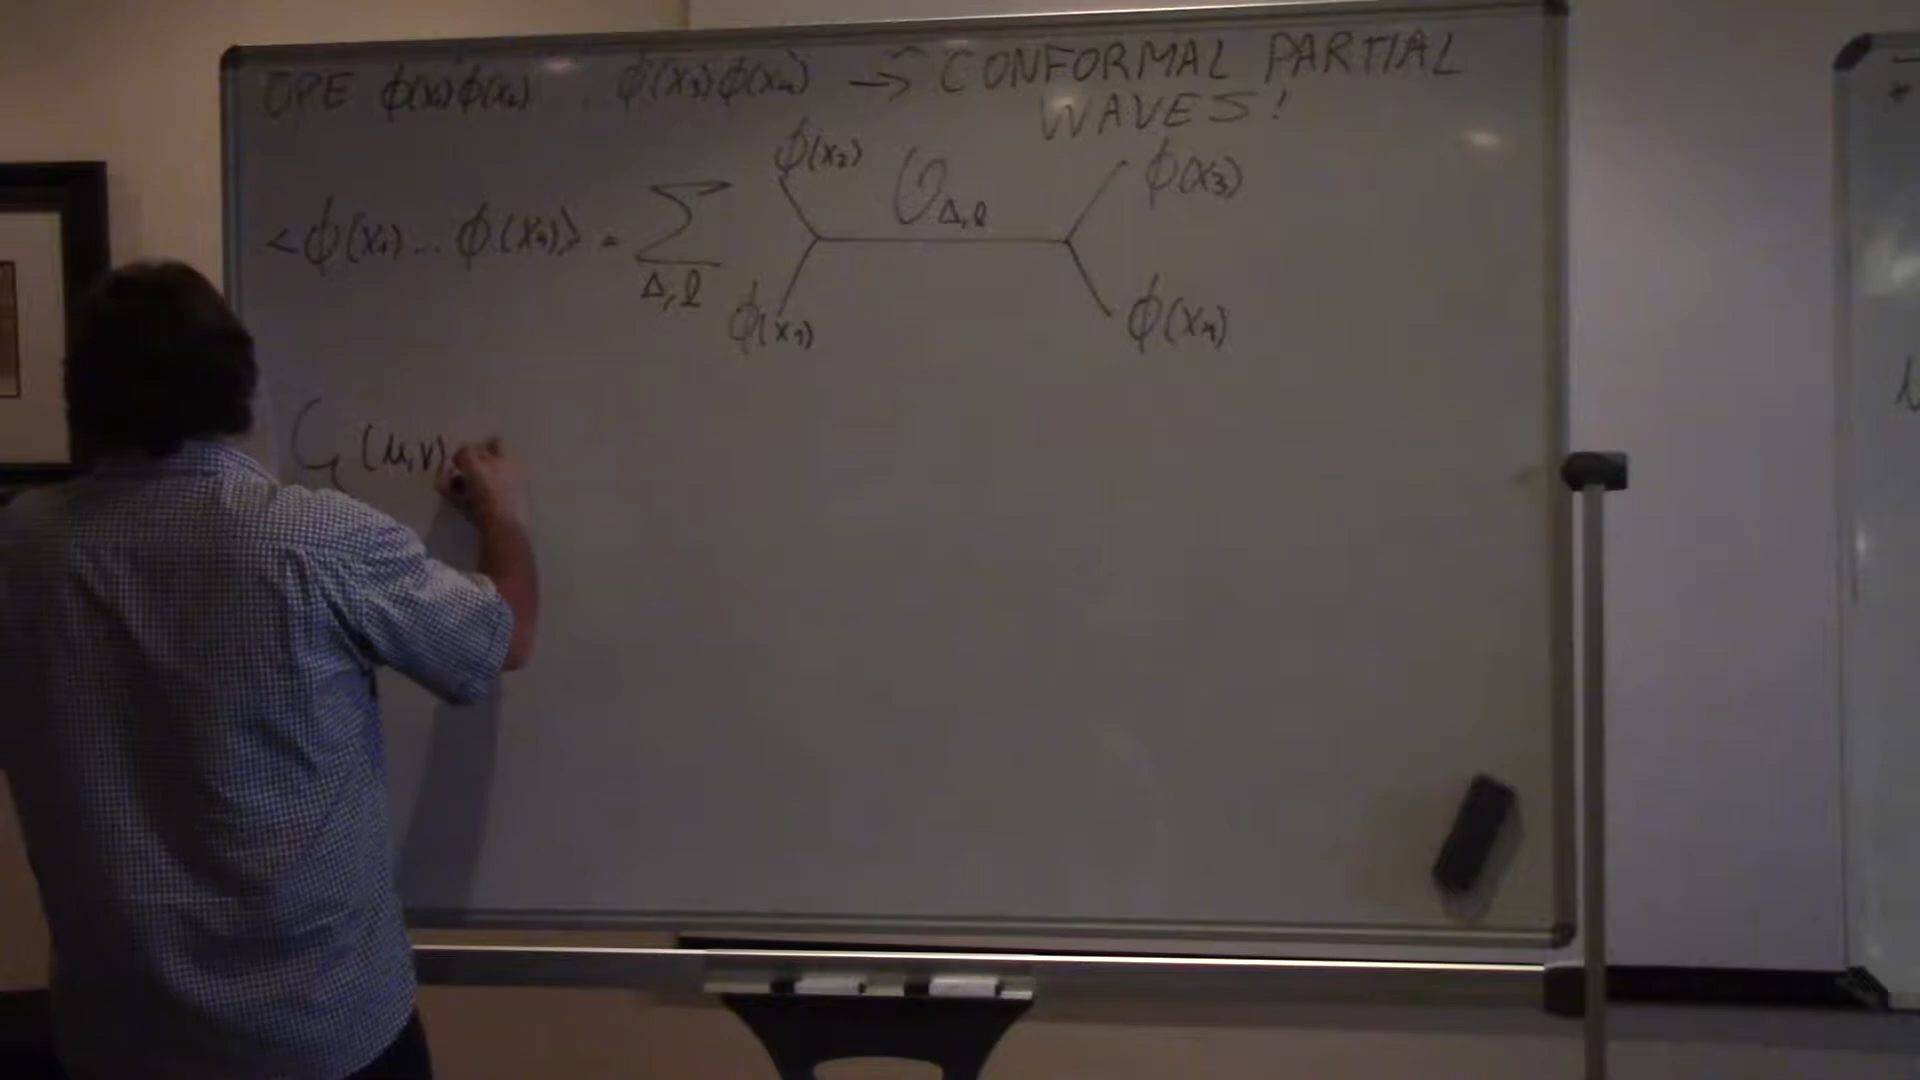 OPE φ(x₁)φ(x₂) φ(x₃)φ(x₄) → CONFORMAL PARTIAL
WAVES!
<φ(x₁)...φ(x₄)> = Σ φ(x₂) O_Δ,ℓ φ(x₃)
Δ,ℓ φ(x₁) φ(x₄)
G(u,v)